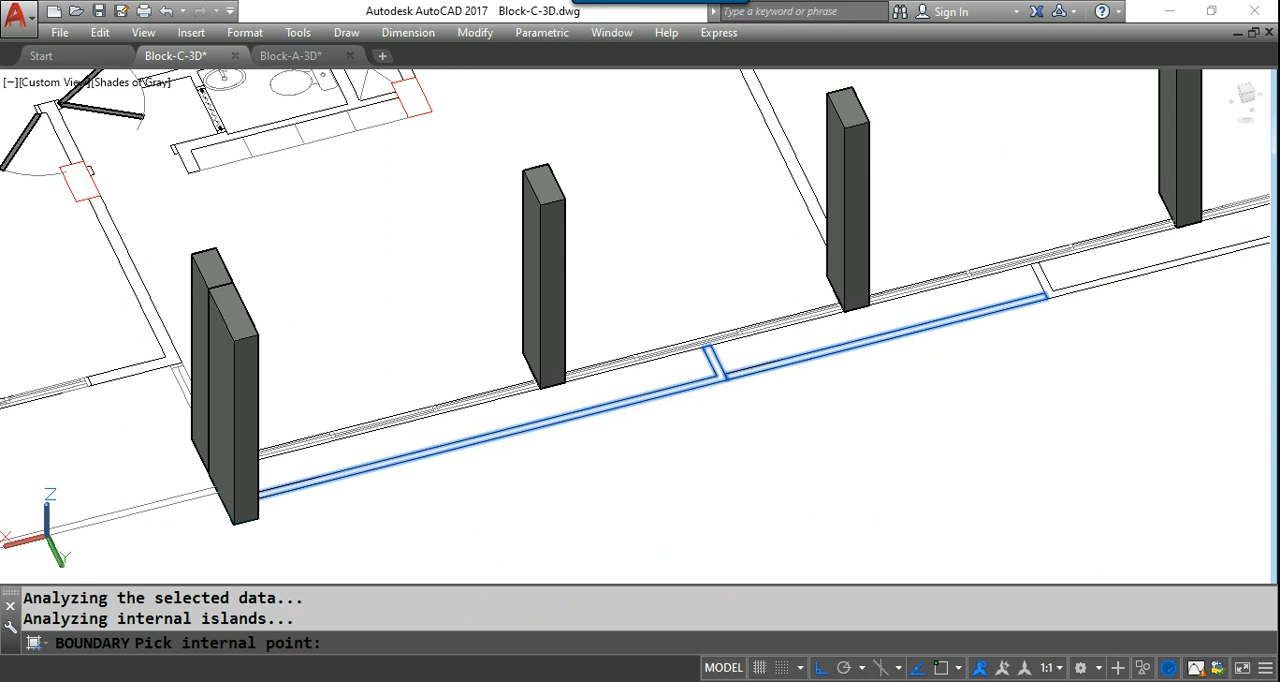 Autodesk AutoCAD 2017 Block-C-3D.dwg
Type a keyword or phrase
Sign In
File Edit View Insert Format Tools Draw Dimension Modify Parametric Window Help Express
Start Block-C-3D* Block-A-3D*
[−][Custom View][Shades of Gray]
Z
X
Y
Analyzing the selected data...
Analyzing internal islands...
BOUNDARY Pick internal point:
MODEL 1:1